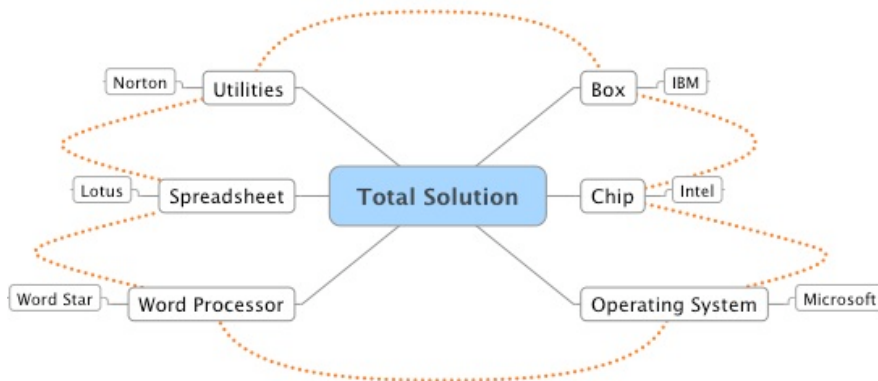 Norton
Utilities
Box
IBM
Lotus
Spreadsheet
Total Solution
Chip
Intel
Word Star
Word Processor
Operating System
Microsoft